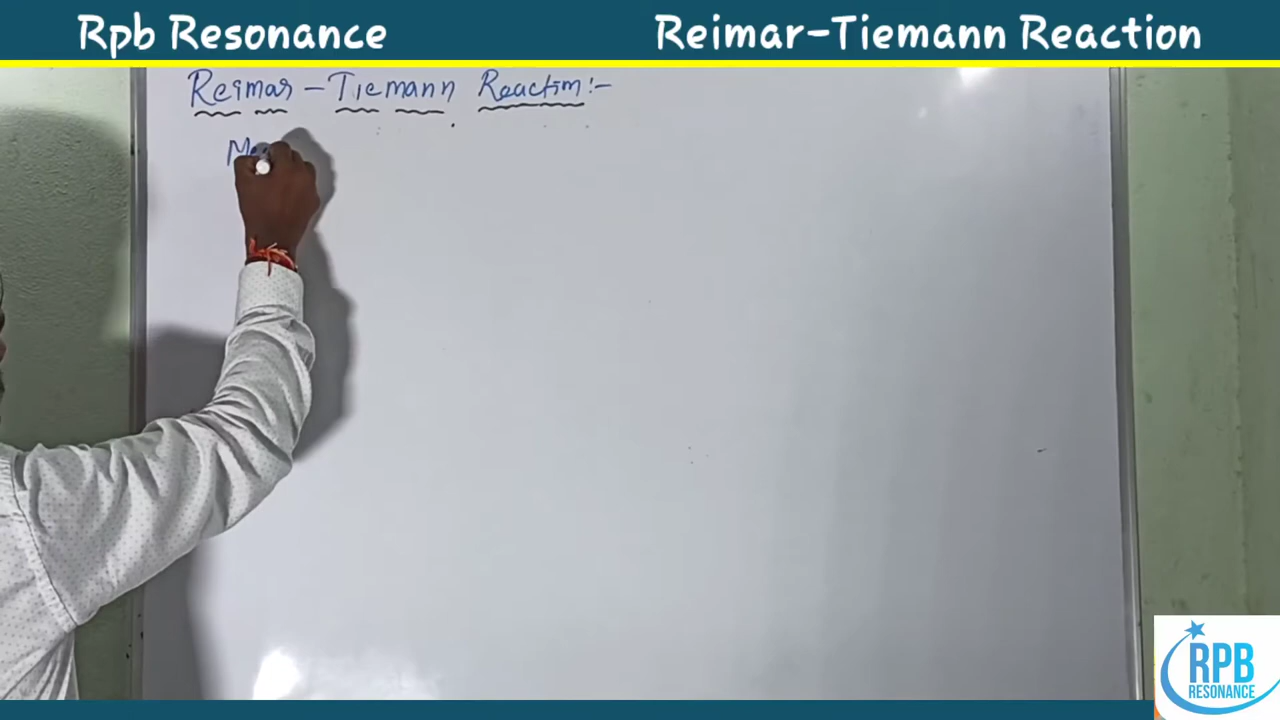 Rpb Resonance
Reimar-Tiemann Reaction
Reimar - Tiemann Reaction :-
RPB
RESONANCE